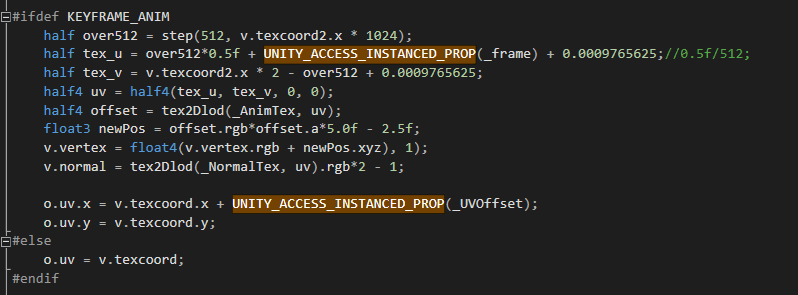 #ifdef KEYFRAME_ANIM
half over512 = step(512, v.texcoord2.x * 1024);
half tex_u = over512*0.5f + UNITY_ACCESS_INSTANCED_PROP(_frame) + 0.0009765625;//0.5f/512;
half tex_v = v.texcoord2.x * 2 - over512 + 0.0009765625;
half4 uv = half4(tex_u, tex_v, 0, 0);
half4 offset = tex2Dlod(_AnimTex, uv);
float3 newPos = offset.rgb*offset.a*5.0f - 2.5f;
v.vertex = float4(v.vertex.rgb + newPos.xyz), 1);
v.normal = tex2Dlod(_NormalTex, uv).rgb*2 - 1;
o.uv.x = v.texcoord.x + UNITY_ACCESS_INSTANCED_PROP(_UVOffset);
o.uv.y = v.texcoord.y;
#else
o.uv = v.texcoord;
#endif